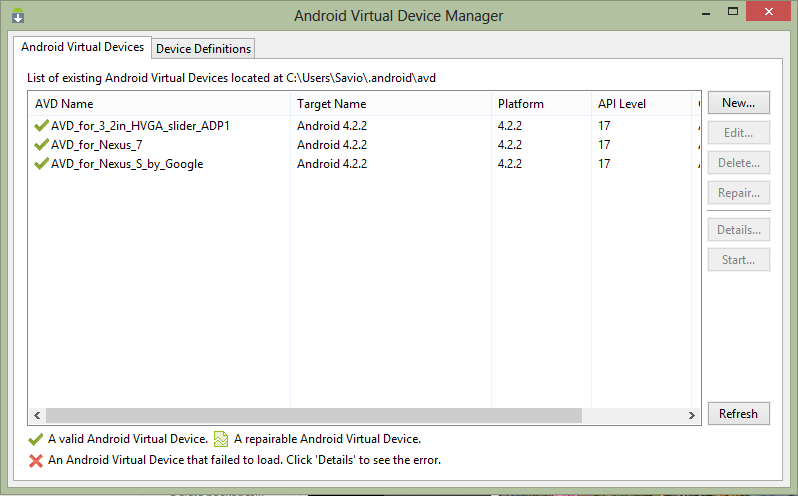 Android Virtual Device Manager
Android Virtual Devices
Device Definitions
List of existing Android Virtual Devices located at C:\Users\Savio\.android\avd
AVD Name Target Name Platform API Level
AVD_for_3_2in_HVGA_slider_ADP1 Android 4.2.2 4.2.2 17
AVD_for_Nexus_7 Android 4.2.2 4.2.2 17
AVD_for_Nexus_S_by_Google Android 4.2.2 4.2.2 17
New...
Edit...
Delete...
Repair...
Details...
Start...
Refresh
A valid Android Virtual Device. A repairable Android Virtual Device.
An Android Virtual Device that failed to load. Click 'Details' to see the error.